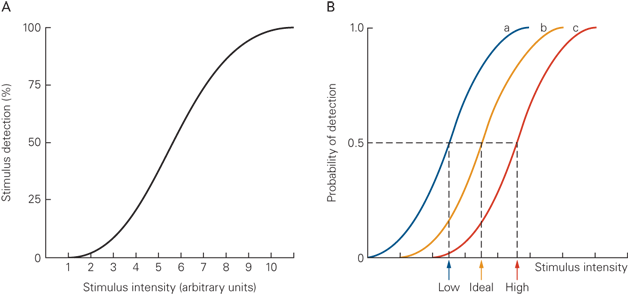 A
Stimulus detection (%)
100
75
50
25
0
1 2 3 4 5 6 7 8 9 10
Stimulus intensity (arbitrary units)
B
Probability of detection
1.0
0.5
0
a b c
Stimulus intensity
Low Ideal High